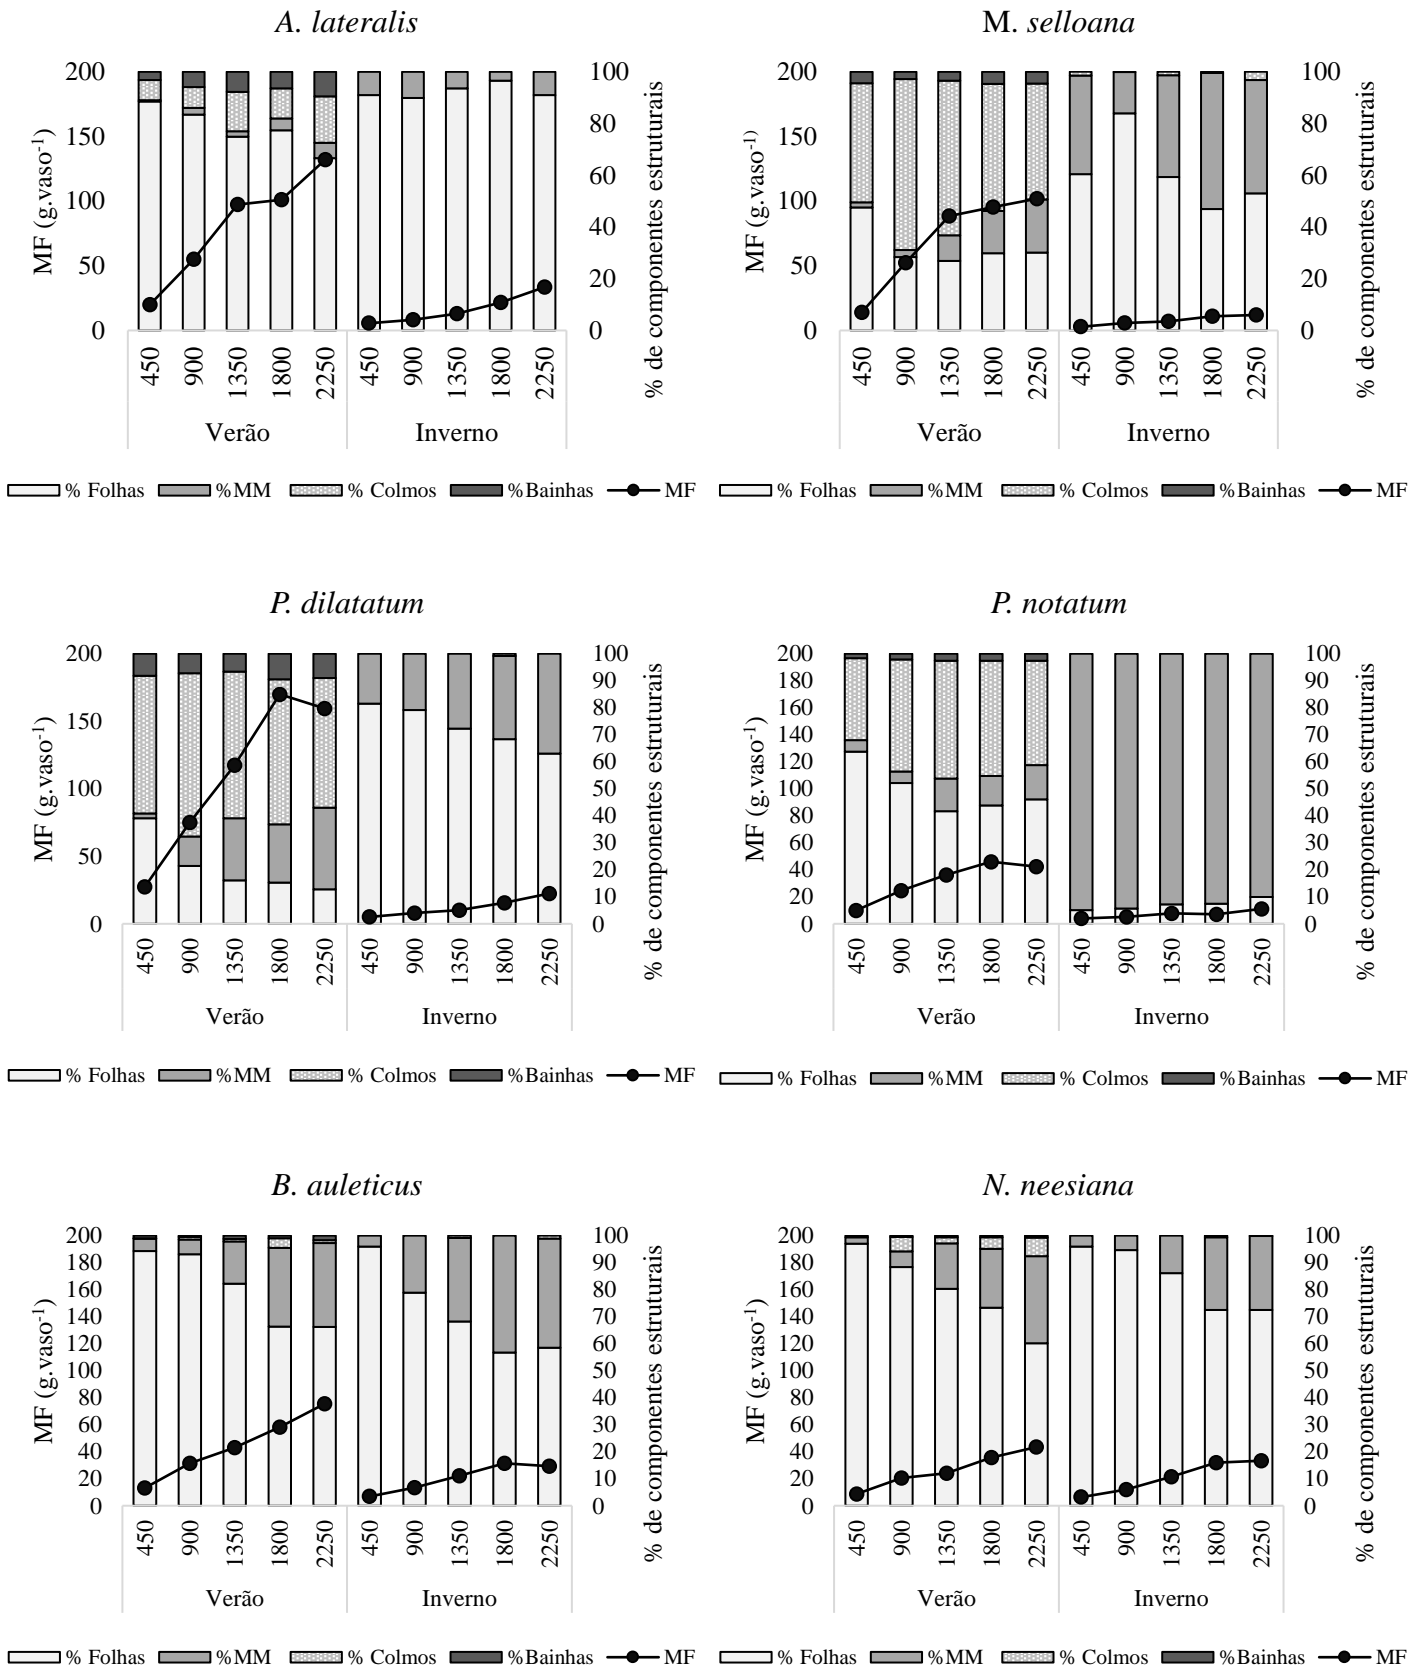 A. lateralis
M. selloana
200
150
100
50
0
MF (g.vaso-1)
100
80
60
40
20
0
% de componentes estruturais
450 900 1350 1800 2250 450 900 1350 1800 2250
Verão Inverno
200
150
100
50
0
MF (g.vaso-1)
100
80
60
40
20
0
% de componentes estruturais
450 900 1350 1800 2250 450 900 1350 1800 2250
Verão Inverno
% Folhas %MM % Colmos %Bainhas MF
% Folhas %MM % Colmos %Bainhas MF
P. dilatatum
P. notatum
200
150
100
50
0
MF (g.vaso-1)
100
90
80
70
60
50
40
30
20
10
0
% de componentes estruturais
450 900 1350 1800 2250 450 900 1350 1800 2250
Verão Inverno
200
180
160
140
120
100
80
60
40
20
0
MF (g.vaso-1)
100
90
80
70
60
50
40
30
20
10
0
% de componentes estruturais
450 900 1350 1800 2250 450 900 1350 1800 2250
Verão Inverno
% Folhas %MM % Colmos %Bainhas MF
% Folhas %MM % Colmos %Bainhas MF
B. auleticus
N. neesiana
200
180
160
140
120
100
80
60
40
20
0
MF (g.vaso-1)
100
90
80
70
60
50
40
30
20
10
0
% de componentes estruturais
450 900 1350 1800 2250 450 900 1350 1800 2250
Verão Inverno
200
180
160
140
120
100
80
60
40
20
0
MF (g.vaso-1)
100
90
80
70
60
50
40
30
20
10
0
% de componentes estruturais
450 900 1350 1800 2250 450 900 1350 1800 2250
Verão Inverno
% Folhas %MM % Colmos %Bainhas MF
% Folhas %MM % Colmos %Bainhas MF